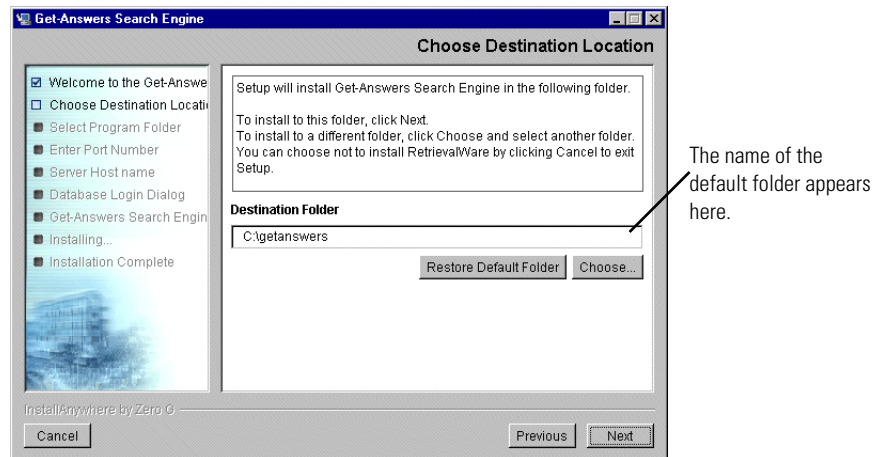 Get-Answers Search Engine
Choose Destination Location
Welcome to the Get-Answe
Choose Destination Locati
Select Program Folder
Enter Port Number
Server Host name
Database Login Dialog
Get-Answers Search Engin
Installing...
Installation Complete
Setup will install Get-Answers Search Engine in the following folder.
To install to this folder, click Next.
To install to a different folder, click Choose and select another folder.
You can choose not to install RetrievalWare by clicking Cancel to exit
Setup.
Destination Folder
C:\getanswers
Restore Default Folder
Choose...
The name of the
default folder appears
here.
InstallAnywhere by Zero G
Cancel
Previous
Next